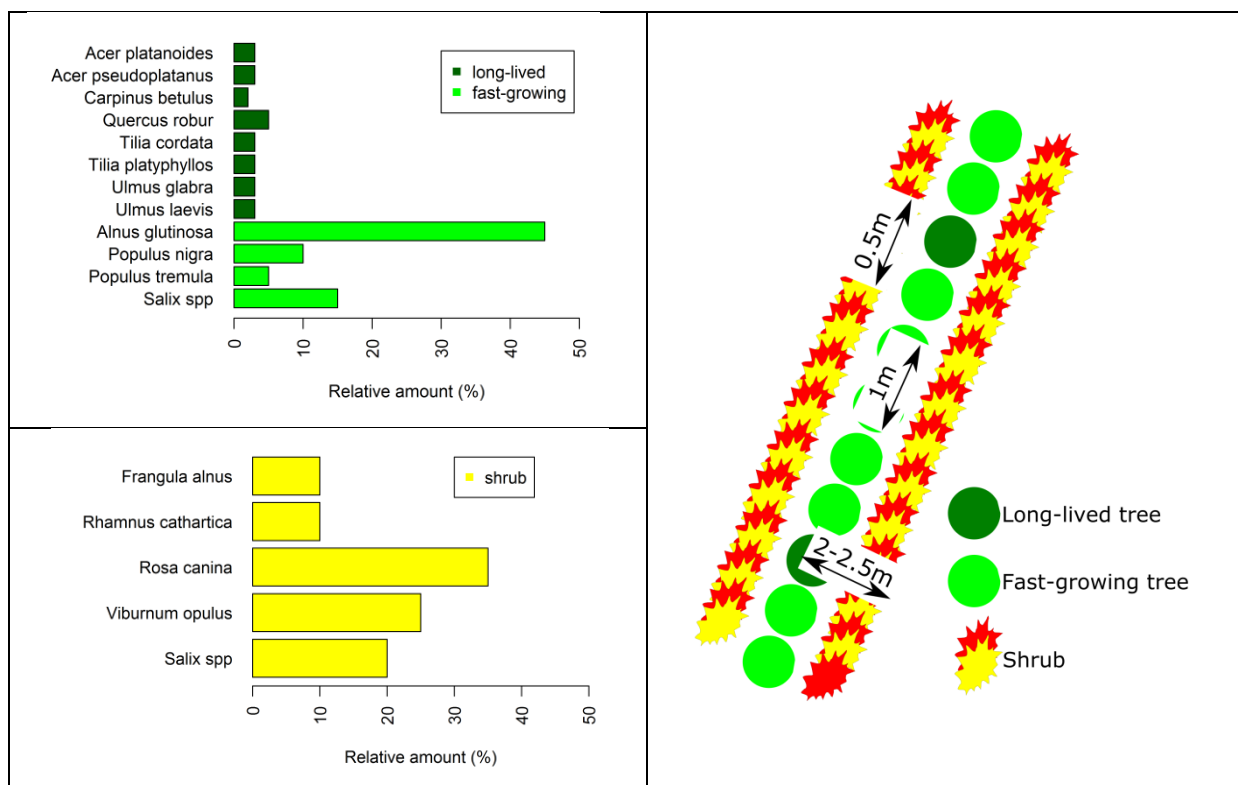 Acer platanoides
Acer pseudoplatanus
Carpinus betulus
Quercus robur
Tilia cordata
Tilia platyphyllos
Ulmus glabra
Ulmus laevis
Alnus glutinosa
Populus nigra
Populus tremula
Salix spp
long-lived
fast-growing
0 10 20 30 40 50
Relative amount (%)
Frangula alnus
Rhamnus cathartica
Rosa canina
Viburnum opulus
Salix spp
shrub
0 10 20 30 40 50
Relative amount (%)
0.5m
1m
2-2.5m
Long-lived tree
Fast-growing tree
Shrub